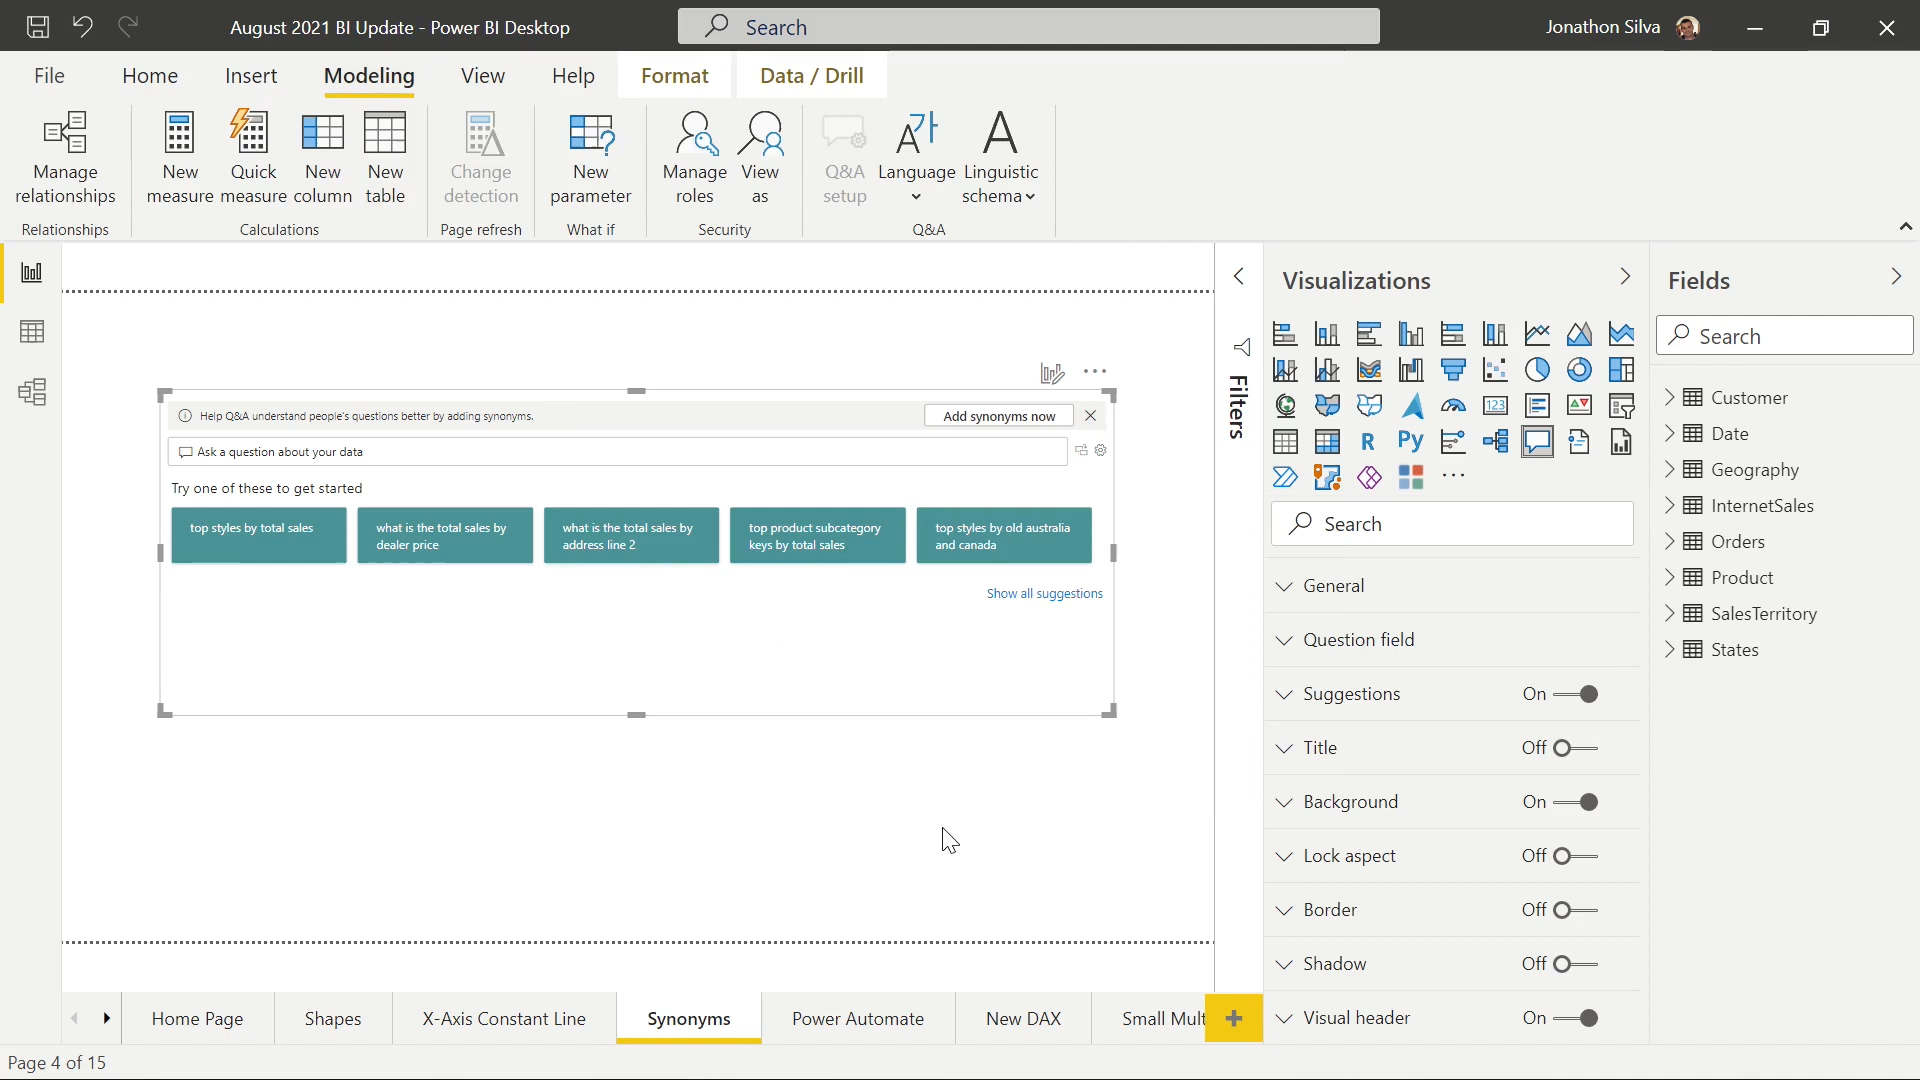 August 2021 BI Update - Power BI Desktop
Search
Jonathon Silva
File
Home
Insert
Modeling
View
Help
Format
Data / Drill
Manage
relationships
New
measure
Quick
measure
New
column
New
table
Change
detection
New
parameter
Manage
roles
View
as
Q&A
setup
Language
Linguistic
schema
Relationships
Calculations
Page refresh
What if
Security
Q&A
Help Q&A understand people's questions better by adding synonyms.
Add synonyms now
Ask a question about your data
Try one of these to get started
top styles by total sales
what is the total sales by
dealer price
what is the total sales by
address line 2
top product subcategory
keys by total sales
top styles by old australia
and canada
Show all suggestions
Filters
Visualizations
123
R
Py
Search
General
Question field
Suggestions On
Title Off
Background On
Lock aspect Off
Border Off
Shadow Off
Visual header On
Fields
Search
Customer
Date
Geography
InternetSales
Orders
Product
SalesTerritory
States
Home Page
Shapes
X-Axis Constant Line
Synonyms
Power Automate
New DAX
Small Mult
Page 4 of 15